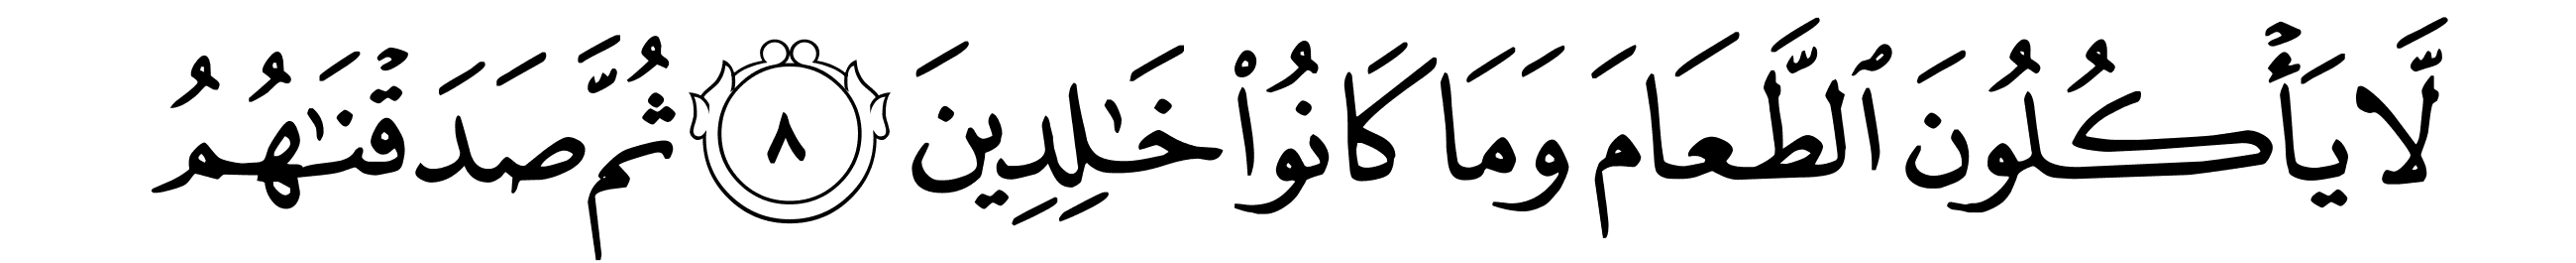 لَّا يَأۡكُلُونَ ٱلطَّعَامَ وَمَا كَانُواْ خَٰلِدِينَ ٨ ثُمَّ صَدَقۡنَٰهُمُ